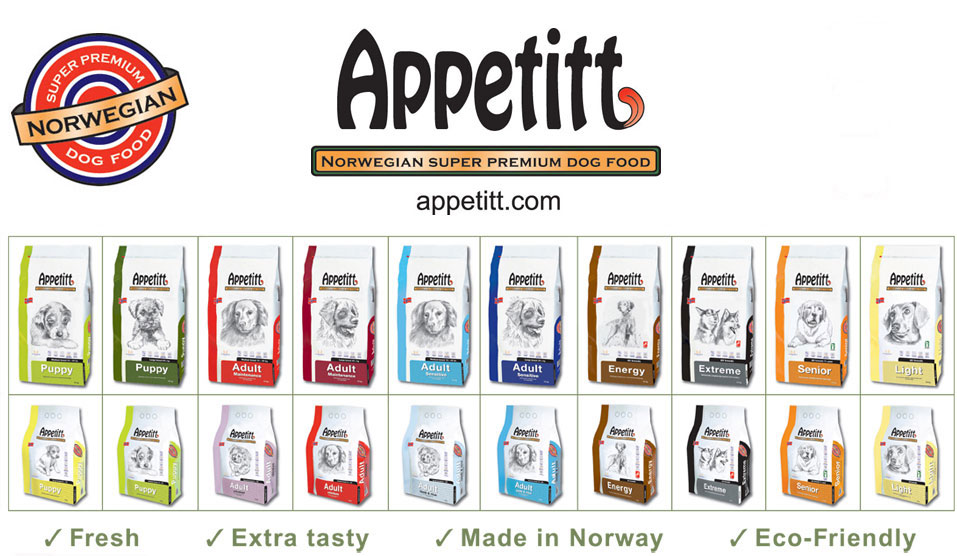 SUPER PREMIUM
NORWEGIAN
DOG FOOD
Appetitt
NORWEGIAN SUPER PREMIUM DOG FOOD
appetitt.com
Appetitt
Puppy
Appetitt
Puppy
Appetitt
Adult
Maintenance
Appetitt
Adult
Maintenance
Appetitt
Adult
Sensitive
Appetitt
Adult
Sensitive
Appetitt
Energy
Appetitt
Extreme
Appetitt
Senior
Appetitt
Light
Appetitt
Puppy
Appetitt
Puppy
Appetitt
Adult
Appetitt
Adult
Appetitt
Adult
Appetitt
Adult
Appetitt
Energy
Appetitt
Extreme
Appetitt
Senior
Appetitt
Light
✓ Fresh ✓ Extra tasty ✓ Made in Norway ✓ Eco-Friendly